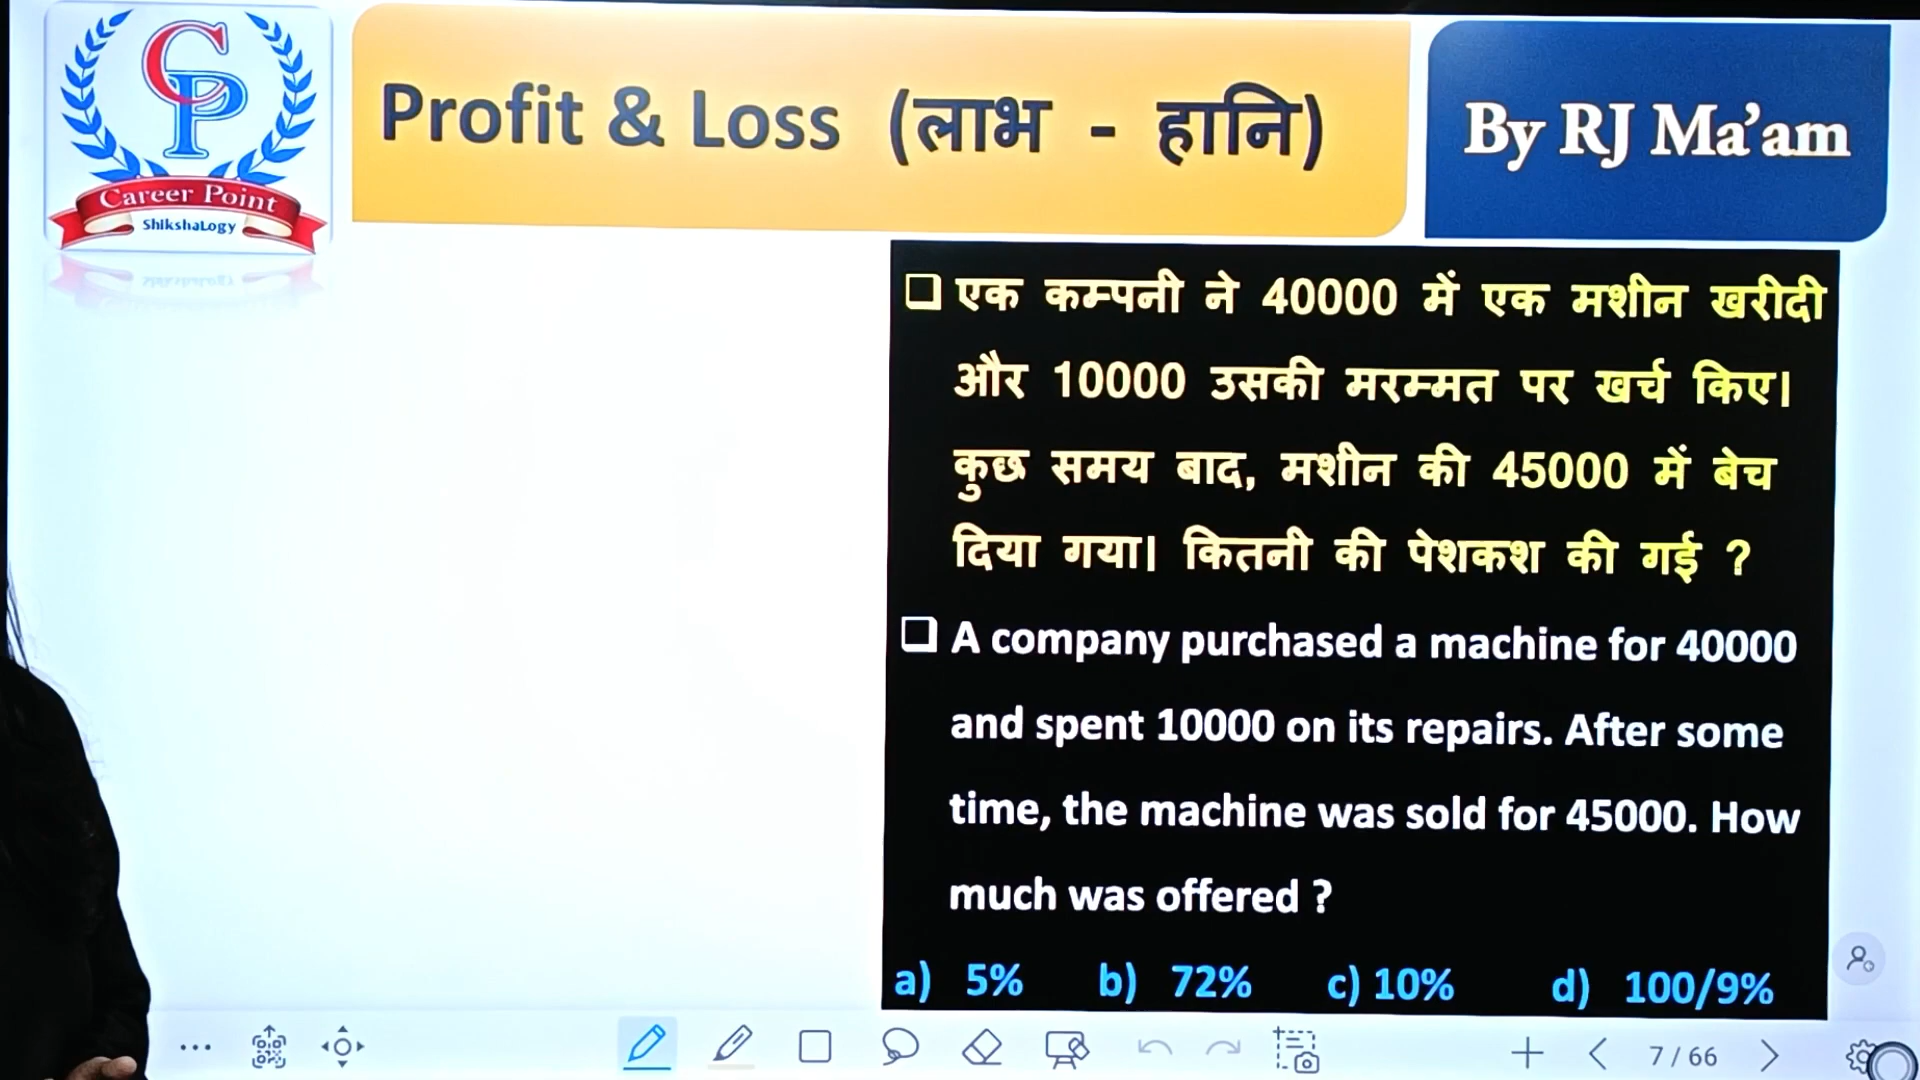 CP
Career Point
ShikshaLogy
Profit & Loss (लाभ - हानि)
By RJ Ma’am
एक कम्पनी ने 40000 में एक मशीन खरीदी
और 10000 उसकी मरम्मत पर खर्च किए।
कुछ समय बाद, मशीन की 45000 में बेच
दिया गया। कितनी की पेशकश की गई ?
A company purchased a machine for 40000
and spent 10000 on its repairs. After some
time, the machine was sold for 45000. How
much was offered ?
a) 5% b) 72% c) 10% d) 100/9%
7 / 66